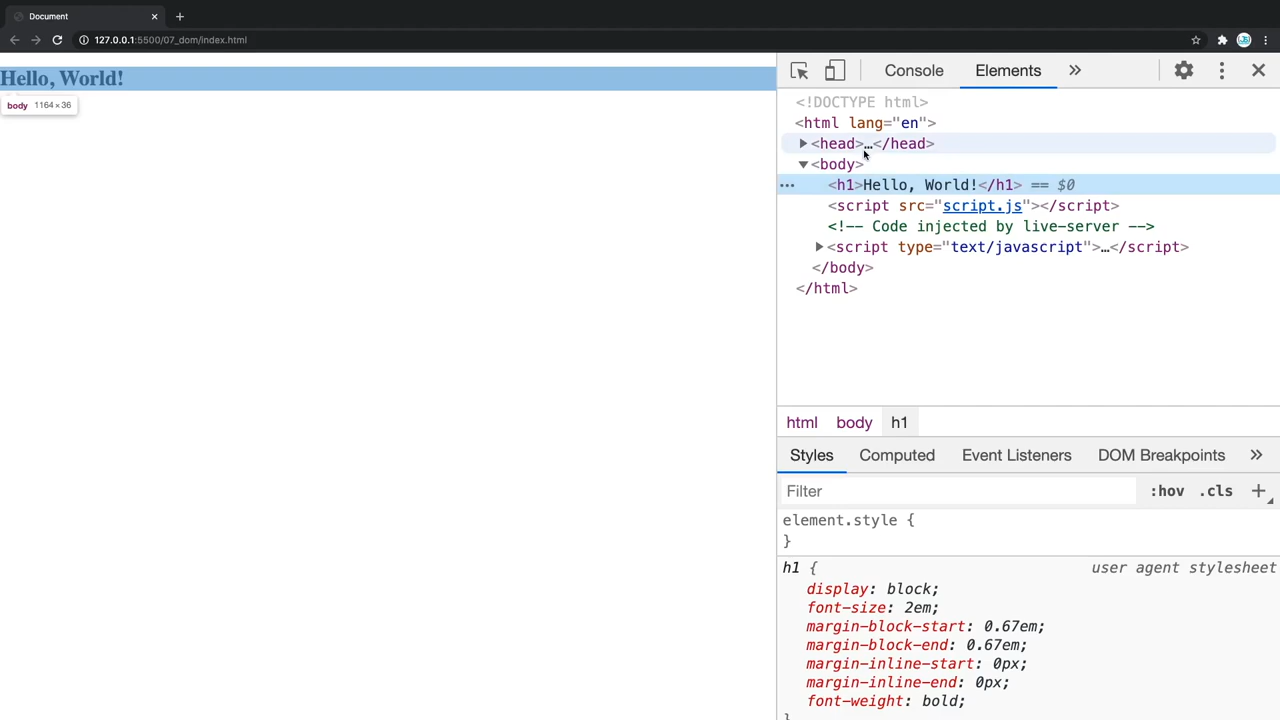 Document
127.0.0.1:5500/07_dom/index.html
Hello, World!
body 1164 × 36
Console Elements
<!DOCTYPE html>
<html lang="en">
<head>…</head>
<body>
<h1>Hello, World!</h1> == $0
<script src="script.js"></script>
<!-- Code injected by live-server -->
<script type="text/javascript">…</script>
</body>
</html>
html body h1
Styles Computed Event Listeners DOM Breakpoints
Filter :hov .cls
element.style {
}
h1 { user agent stylesheet
display: block;
font-size: 2em;
margin-block-start: 0.67em;
margin-block-end: 0.67em;
margin-inline-start: 0px;
margin-inline-end: 0px;
font-weight: bold;
}